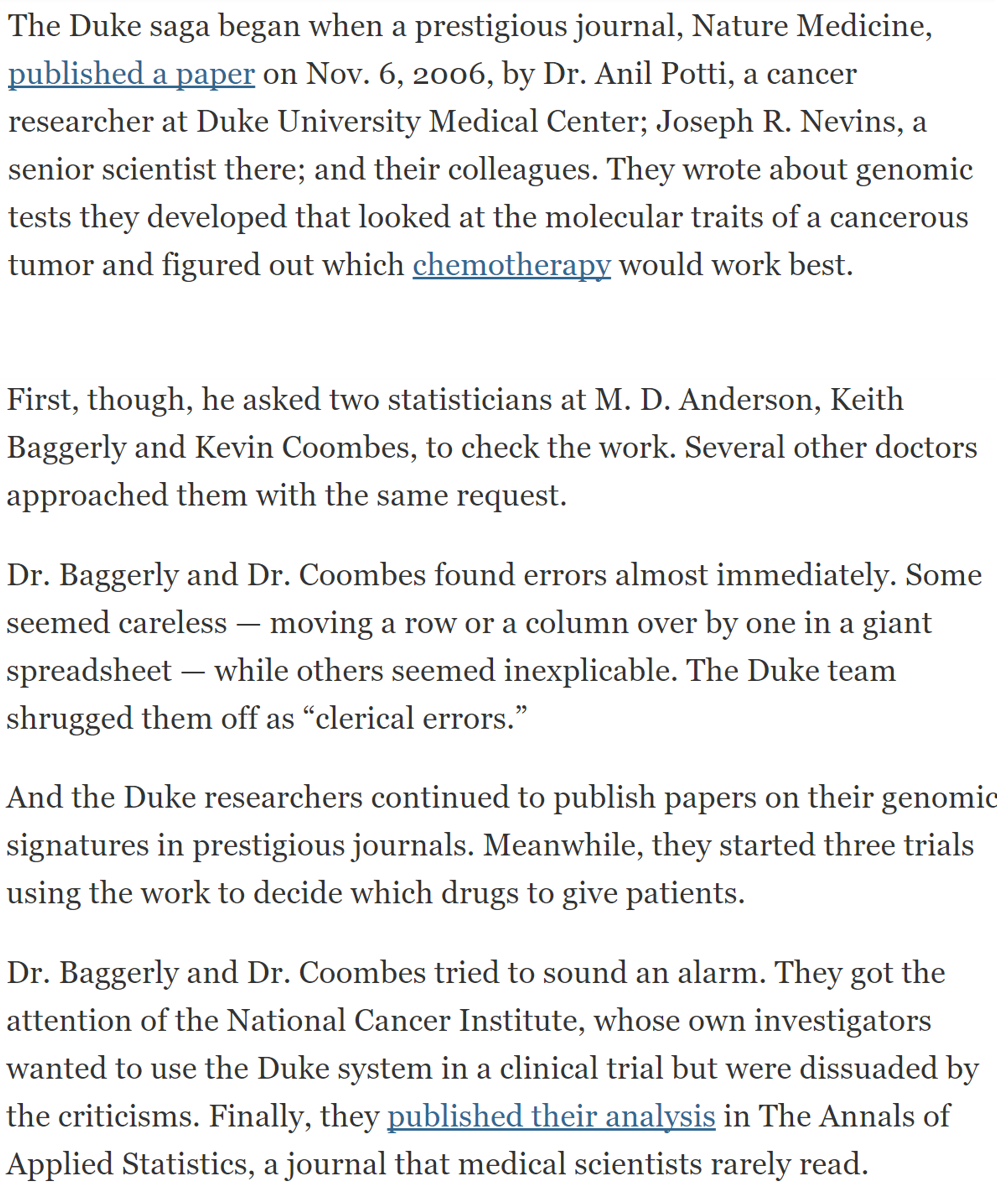 The Duke saga began when a prestigious journal, Nature Medicine,
published a paper on Nov. 6, 2006, by Dr. Anil Potti, a cancer
researcher at Duke University Medical Center; Joseph R. Nevins, a
senior scientist there; and their colleagues. They wrote about genomic
tests they developed that looked at the molecular traits of a cancerous
tumor and figured out which chemotherapy would work best.
First, though, he asked two statisticians at M. D. Anderson, Keith
Baggerly and Kevin Coombes, to check the work. Several other doctors
approached them with the same request.
Dr. Baggerly and Dr. Coombes found errors almost immediately. Some
seemed careless — moving a row or a column over by one in a giant
spreadsheet — while others seemed inexplicable. The Duke team
shrugged them off as “clerical errors.”
And the Duke researchers continued to publish papers on their genomic
signatures in prestigious journals. Meanwhile, they started three trials
using the work to decide which drugs to give patients.
Dr. Baggerly and Dr. Coombes tried to sound an alarm. They got the
attention of the National Cancer Institute, whose own investigators
wanted to use the Duke system in a clinical trial but were dissuaded by
the criticisms. Finally, they published their analysis in The Annals of
Applied Statistics, a journal that medical scientists rarely read.